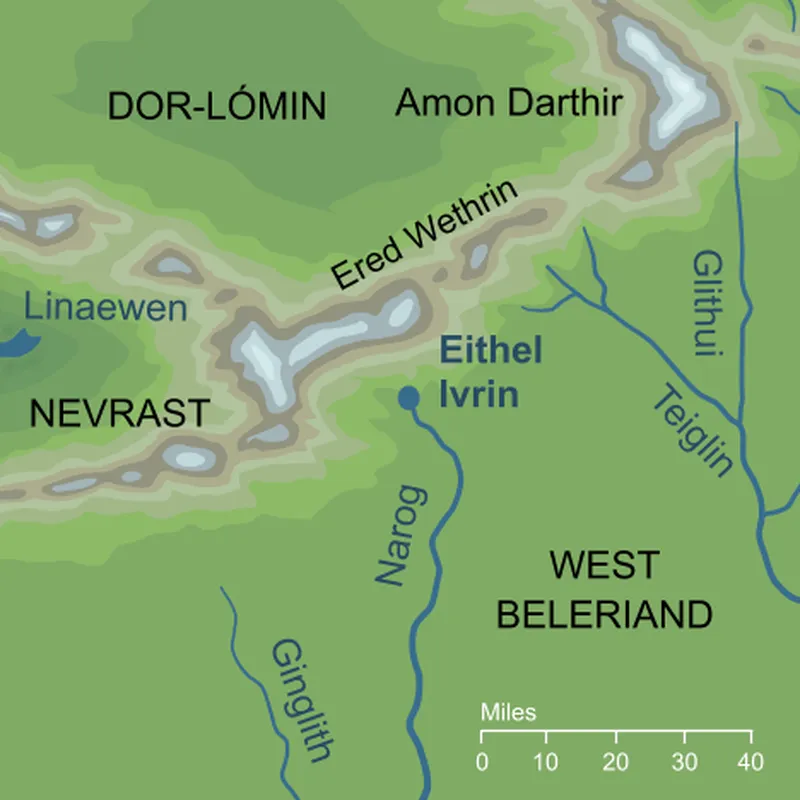 DOR-LÓMIN
Amon Darthir
Ered Wethrin
Linaewen
Glithui
Eithel
Ivrin
NEVRAST
Teiglin
Narog
WEST
BELERIAND
Ginglith
Miles
0 10 20 30 40